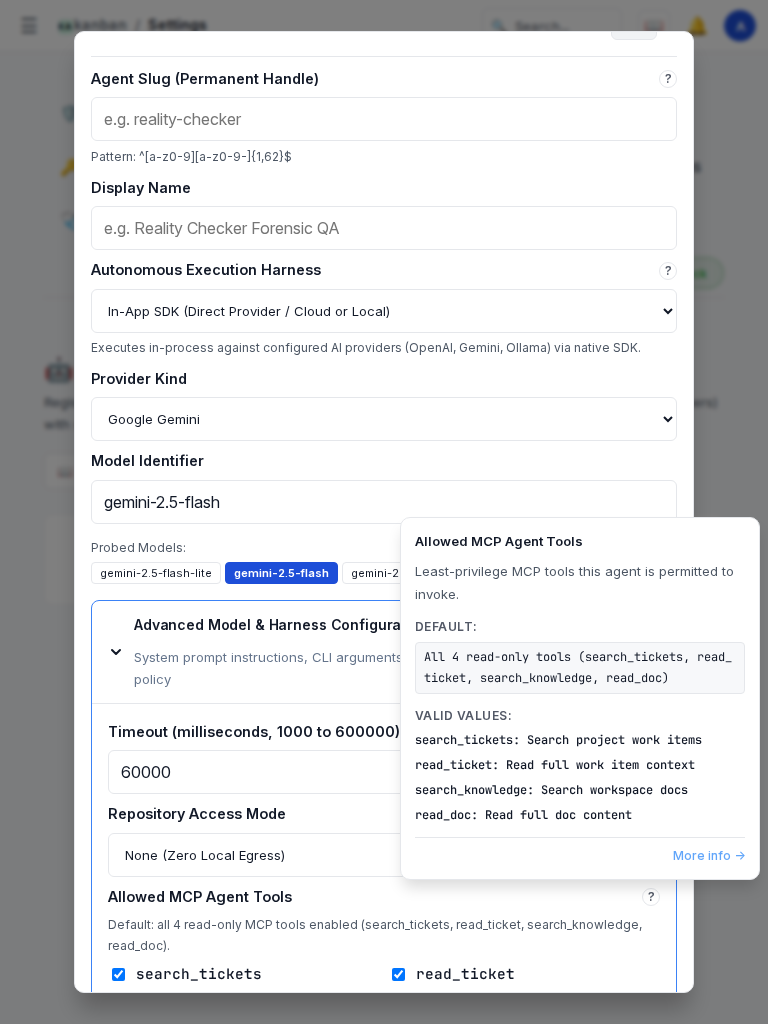 kanban / Settings
Search...
A
Agent Slug (Permanent Handle)
?
e.g. reality-checker
Pattern: ^[a-z0-9][a-z0-9-]{1,62}$
Display Name
e.g. Reality Checker Forensic QA
Autonomous Execution Harness
?
In-App SDK (Direct Provider / Cloud or Local)
Executes in-process against configured AI providers (OpenAI, Gemini, Ollama) via native SDK.
Provider Kind
Google Gemini
Model Identifier
gemini-2.5-flash
Probed Models:
gemini-2.5-flash-lite
gemini-2.5-flash
gemini-2
Advanced Model & Harness Configura
System prompt instructions, CLI arguments
policy
Timeout (milliseconds, 1000 to 600000)
60000
Repository Access Mode
None (Zero Local Egress)
Allowed MCP Agent Tools
?
Default: all 4 read-only MCP tools enabled (search_tickets, read_ticket, search_knowledge,
read_doc).
search_tickets
read_ticket
Allowed MCP Agent Tools
Least-privilege MCP tools this agent is permitted to
invoke.
DEFAULT:
All 4 read-only tools (search_tickets, read_
ticket, search_knowledge, read_doc)
VALID VALUES:
search_tickets: Search project work items
read_ticket: Read full work item context
search_knowledge: Search workspace docs
read_doc: Read full doc content
More info →